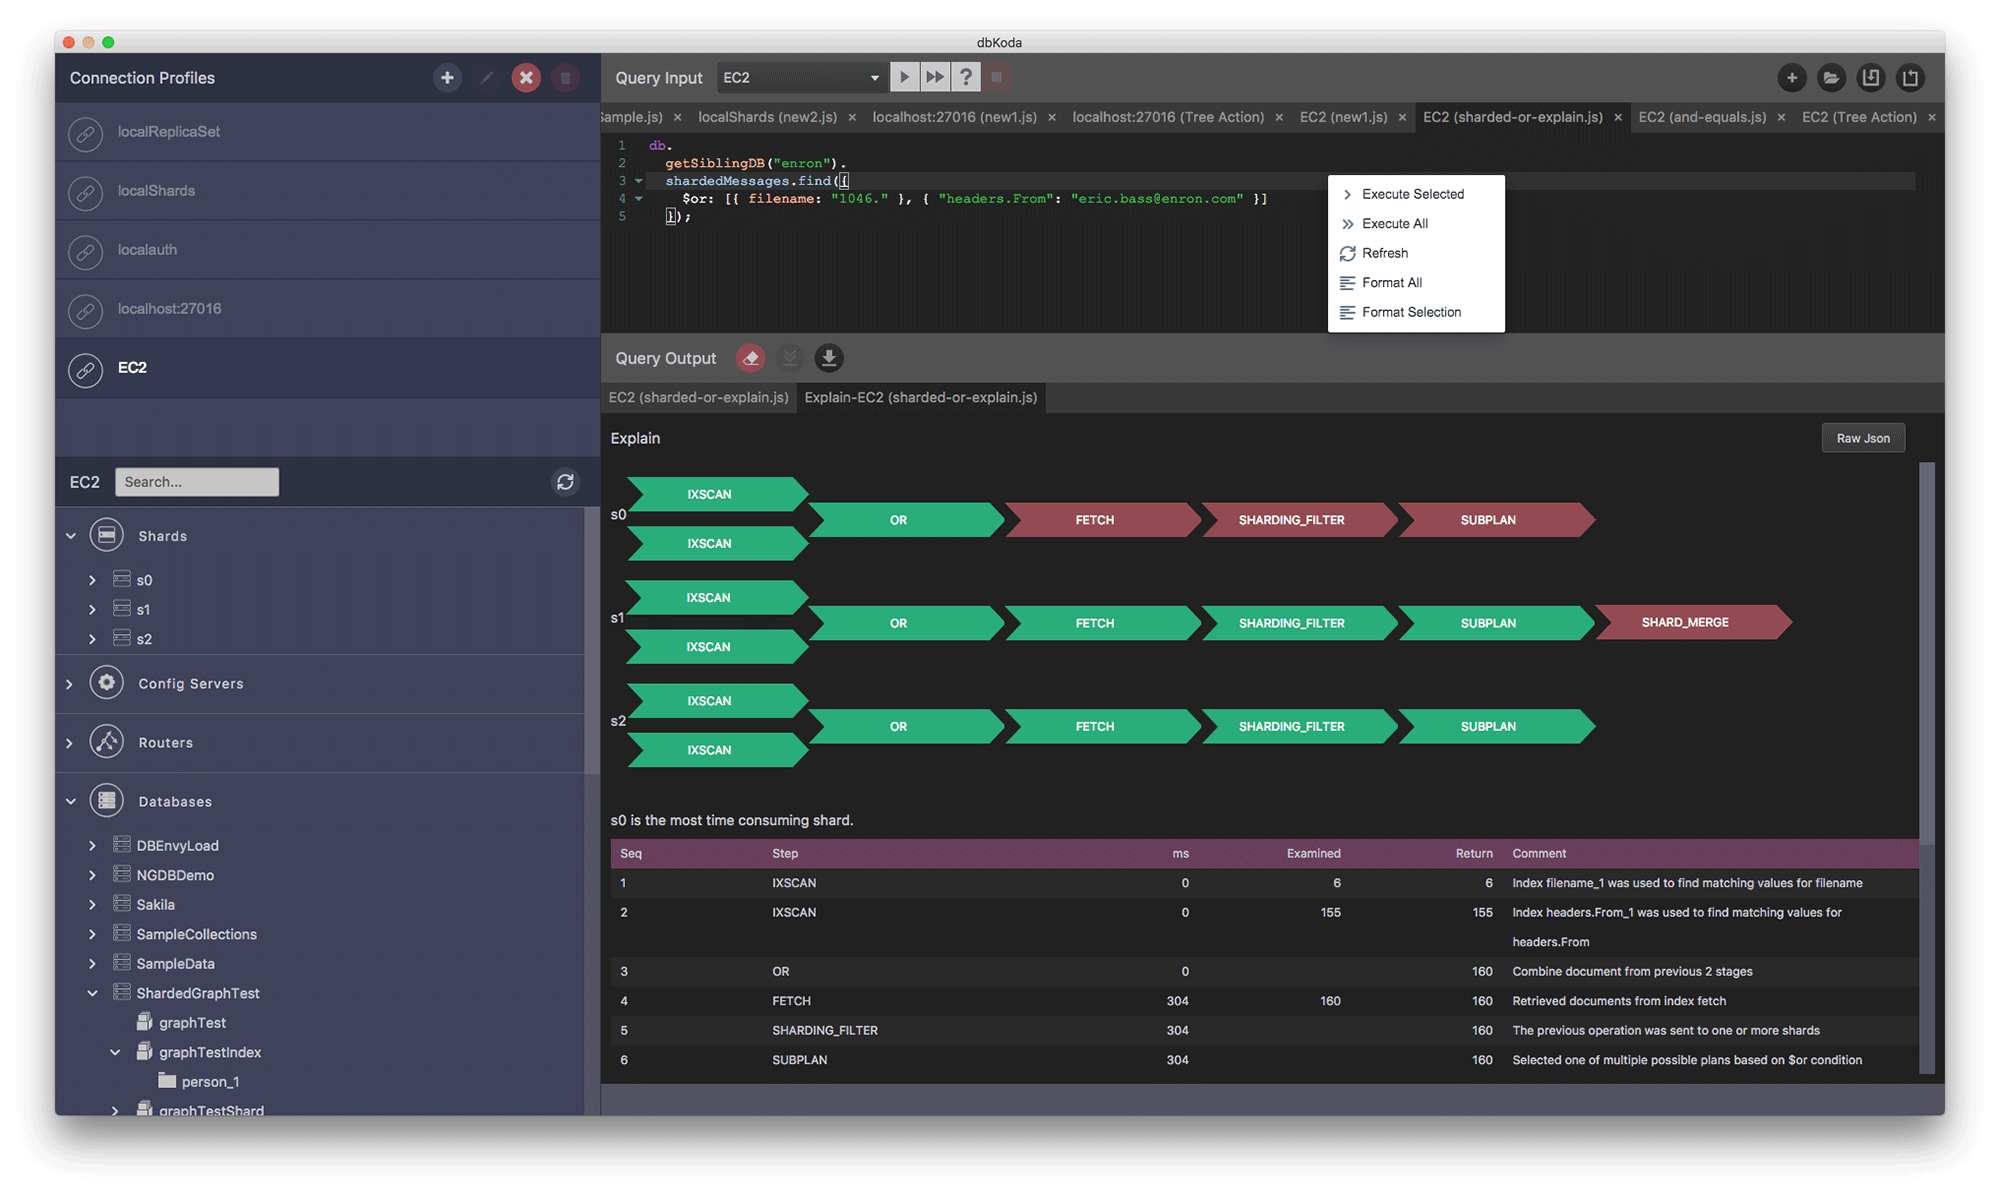 dbKoda
Connection Profiles
localReplicaSet
localShards
localauth
localhost:27016
EC2
EC2 Search...
Shards
s0
s1
s2
Config Servers
Routers
Databases
DBEnvyLoad
NGDBDemo
Sakila
SampleCollections
SampleData
ShardedGraphTest
graphTest
graphTestIndex
person_1
graphTestShard
Query Input EC2 ?
Sample.js) × localShards (new2.js) × localhost:27016 (new1.js) × localhost:27016 (Tree Action) × EC2 (new1.js) × EC2 (sharded-or-explain.js) × EC2 (and-equals.js) × EC2 (Tree Action) ×
1 db.
2 getSiblingDB("enron").
3 shardedMessages.find({
4 $or: [{ filename: "1046." }, { "headers.From": "eric.bass@enron.com" }]
5 });
Execute Selected
Execute All
Refresh
Format All
Format Selection
Query Output
EC2 (sharded-or-explain.js) Explain-EC2 (sharded-or-explain.js)
Explain Raw Json
IXSCAN
s0 OR FETCH SHARDING_FILTER SUBPLAN
IXSCAN
IXSCAN
s1 OR FETCH SHARDING_FILTER SUBPLAN SHARD_MERGE
IXSCAN
IXSCAN
s2 OR FETCH SHARDING_FILTER SUBPLAN
IXSCAN
s0 is the most time consuming shard.
Seq Step ms Examined Return Comment
1 IXSCAN 0 6 6 Index filename_1 was used to find matching values for filename
2 IXSCAN 0 155 155 Index headers.From_1 was used to find matching values for
headers.From
3 OR 0 160 Combine document from previous 2 stages
4 FETCH 304 160 160 Retrieved documents from index fetch
5 SHARDING_FILTER 304 160 The previous operation was sent to one or more shards
6 SUBPLAN 304 160 Selected one of multiple possible plans based on $or condition